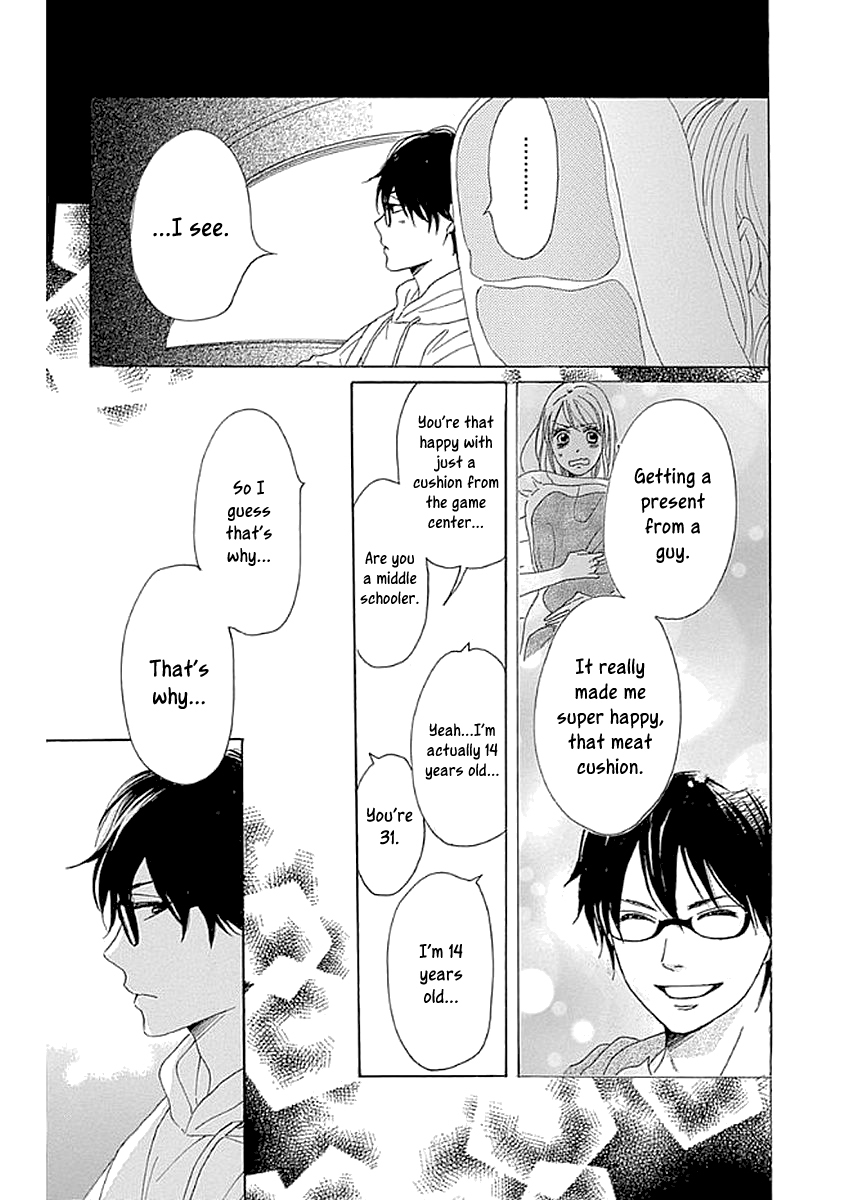 .........
...I see.
Getting a
present
from a
guy.
It really
made me
super happy,
that meat
cushion.
You're that
happy with
just a
cushion from
the game
center...
Are you
a middle
schooler.
Yeah...I'm
actually 14
years old...
You're
31.
I'm 14
years
old...
So I
guess
that's
why...
That's
why...